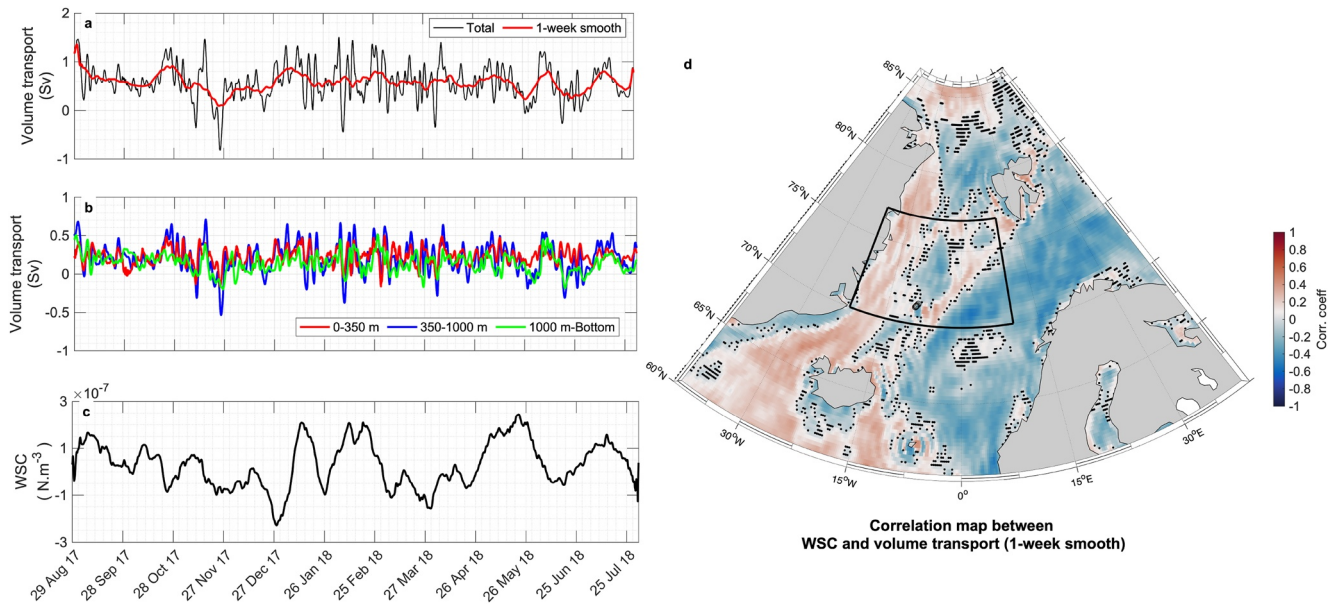 a
Total
1-week smooth
Volume transport
(Sv)
2
1
0
-1
b
Volume transport
(Sv)
1
0.5
0
-0.5
-1
0-350 m
350-1000 m
1000 m-Bottom
×10⁻⁷
c
WSC
( N.m⁻³)
3
1
-1
-3
29 Aug 17
28 Sep 17
28 Oct 17
27 Nov 17
27 Dec 17
26 Jan 18
25 Feb 18
27 Mar 18
26 Apr 18
26 May 18
25 Jun 18
25 Jul 18
d
85°N
80°N
75°N
70°N
65°N
60°N
30°W
15°W
0°
15°E
30°E
1
0.8
0.6
0.4
0.2
0
-0.2
-0.4
-0.6
-0.8
-1
Corr. coeff
Correlation map between
WSC and volume transport (1-week smooth)